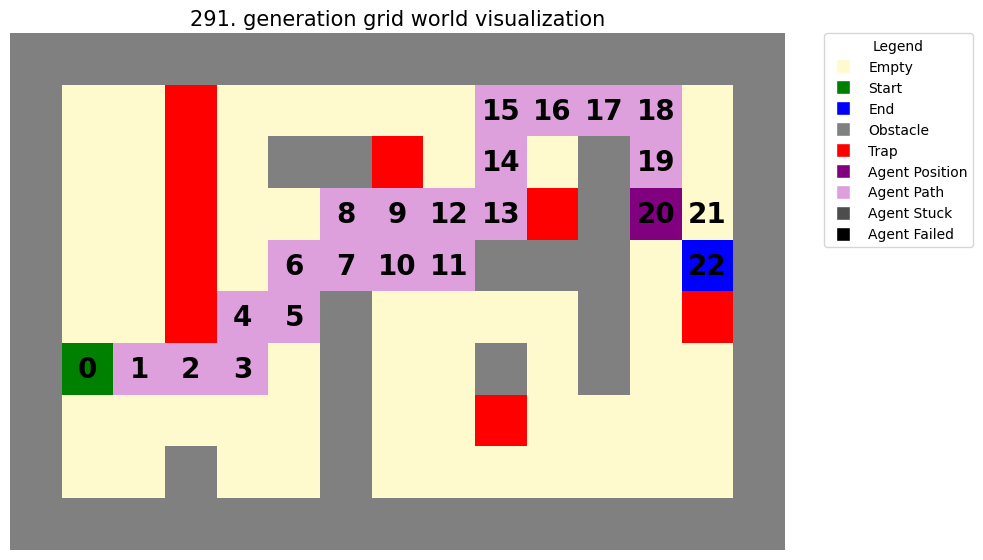 291. generation grid world visualization
15 16 17 18
14 19
8 9 12 13 20 21
6 7 10 11 22
4 5
0 1 2 3
Legend
Empty
Start
End
Obstacle
Trap
Agent Position
Agent Path
Agent Stuck
Agent Failed